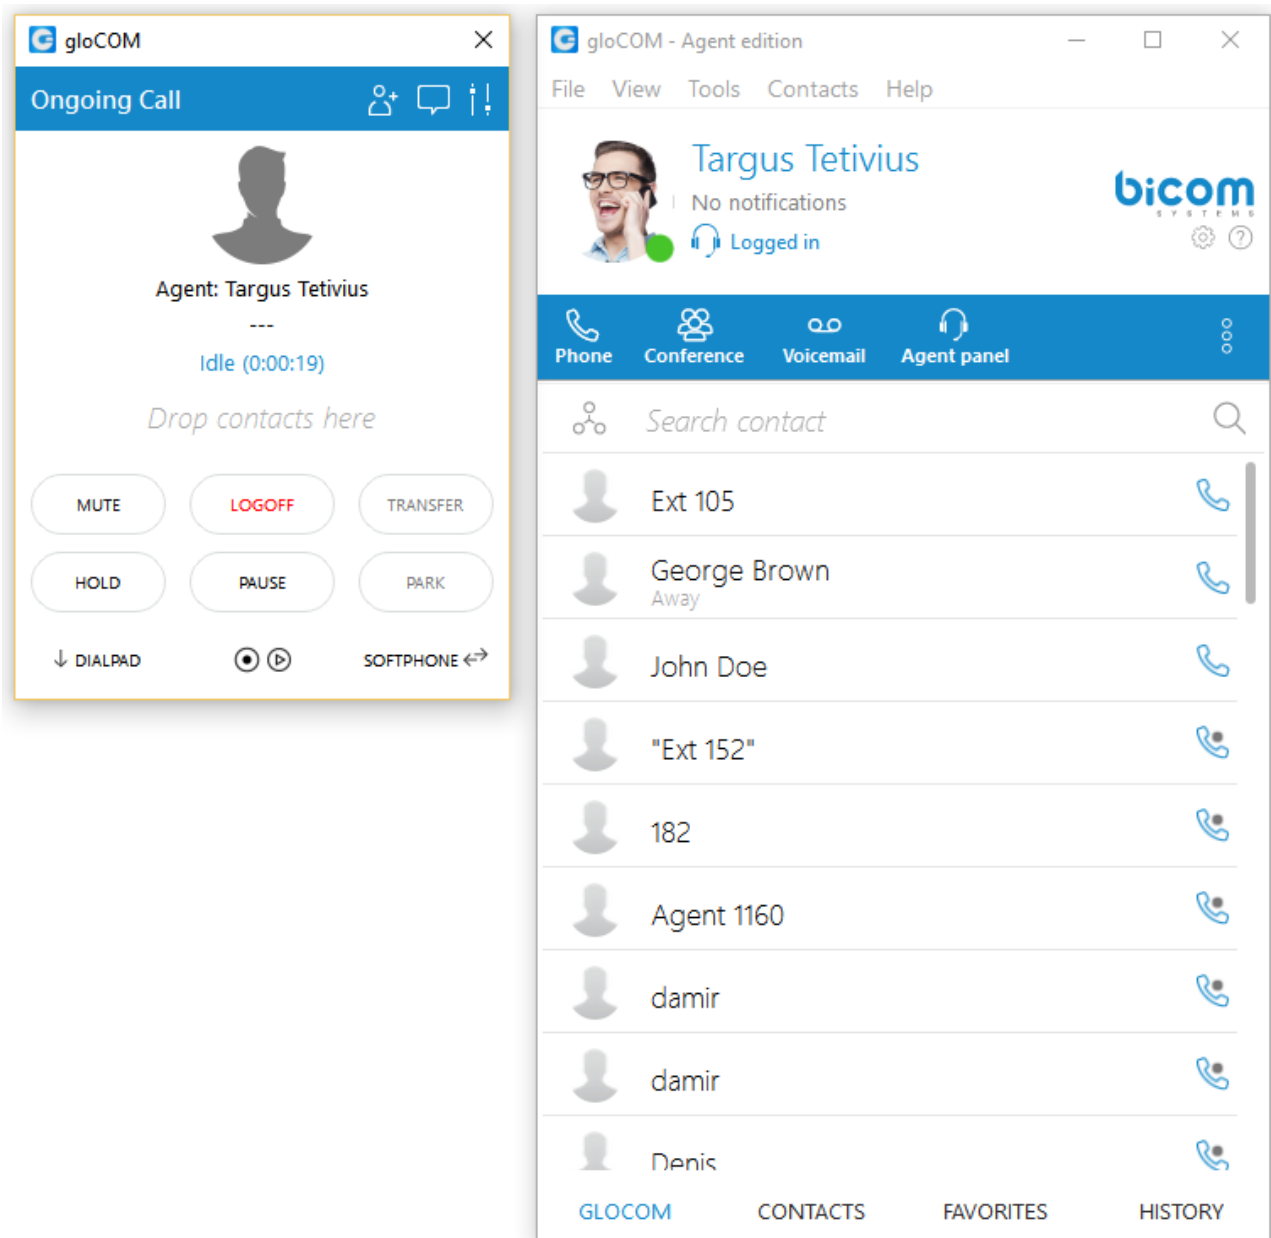 gloCOM
Ongoing Call
Agent: Targus Tetivius
---
Idle (0:00:19)
Drop contacts here
MUTE
LOGOFF
TRANSFER
HOLD
PAUSE
PARK
DIALPAD
SOFTPHONE
gloCOM - Agent edition
File View Tools Contacts Help
Targus Tetivius
No notifications
Logged in
bicom
SYSTEMS
Phone
Conference
Voicemail
Agent panel
Search contact
Ext 105
George Brown
Away
John Doe
"Ext 152"
182
Agent 1160
damir
damir
Denis
GLOCOM
CONTACTS
FAVORITES
HISTORY